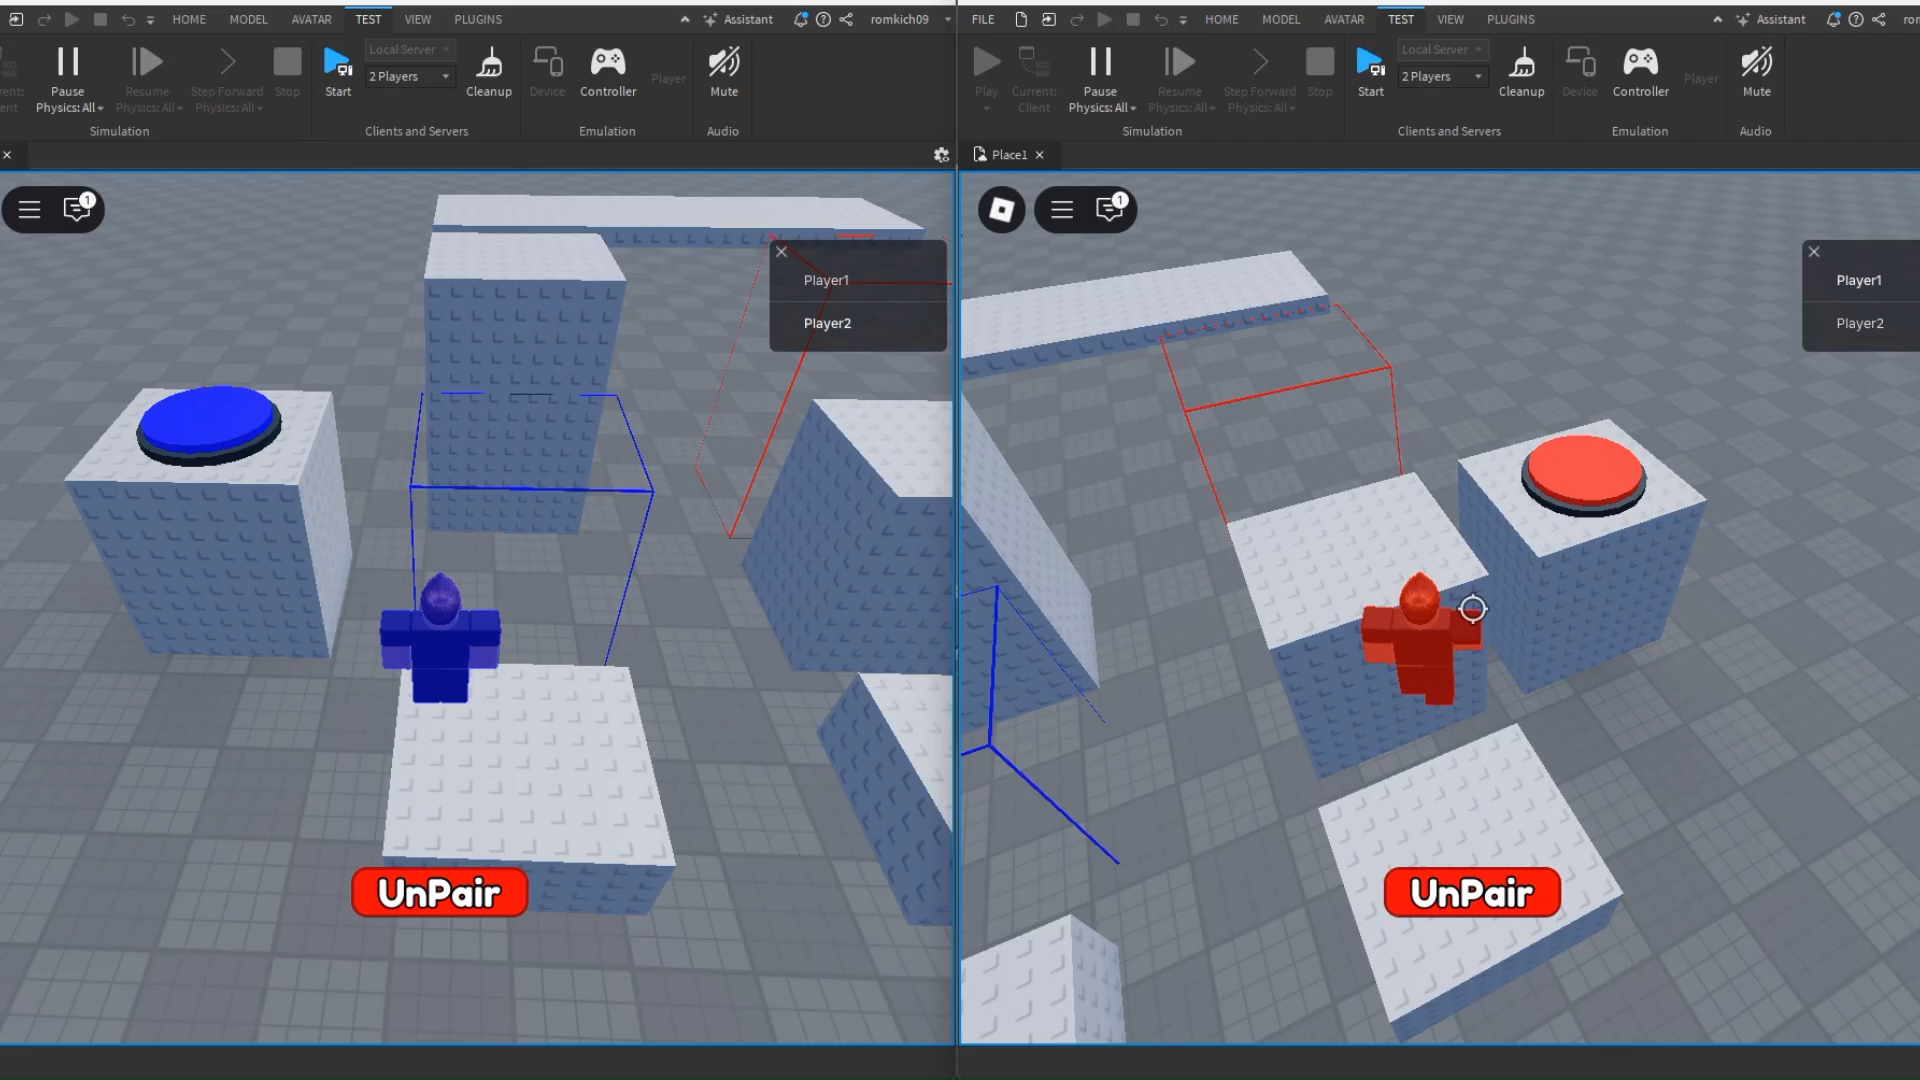 HOME MODEL AVATAR TEST VIEW PLUGINS Assistant romkich09
Pause Physics: All
Resume Physics: All
Step Forward Physics: All
Stop
Start
Local Server
2 Players
Cleanup
Device
Controller
Player
Mute
Simulation
Clients and Servers
Emulation
Audio
1
Player1
Player2
UnPair
FILE HOME MODEL AVATAR TEST VIEW PLUGINS Assistant
Play
Current: Client
Pause Physics: All
Resume Physics: All
Step Forward Physics: All
Stop
Start
Local Server
2 Players
Cleanup
Device
Controller
Player
Mute
Simulation
Clients and Servers
Emulation
Audio
Place1
1
Player1
Player2
UnPair